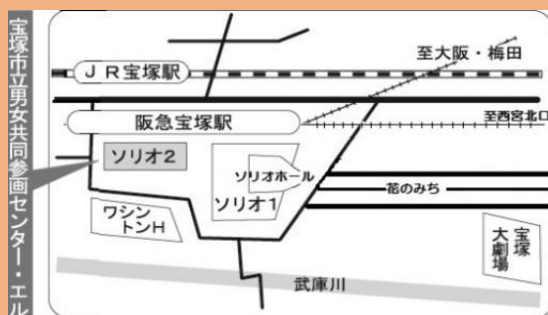 宝塚市立男女共同参画センター・エル
至大阪・梅田
JR宝塚駅
阪急宝塚駅
至西宮北口
ソリオ2
ソリオホール
ソリオ1
花のみち
ワシン
トンH
宝塚
大劇場
武庫川